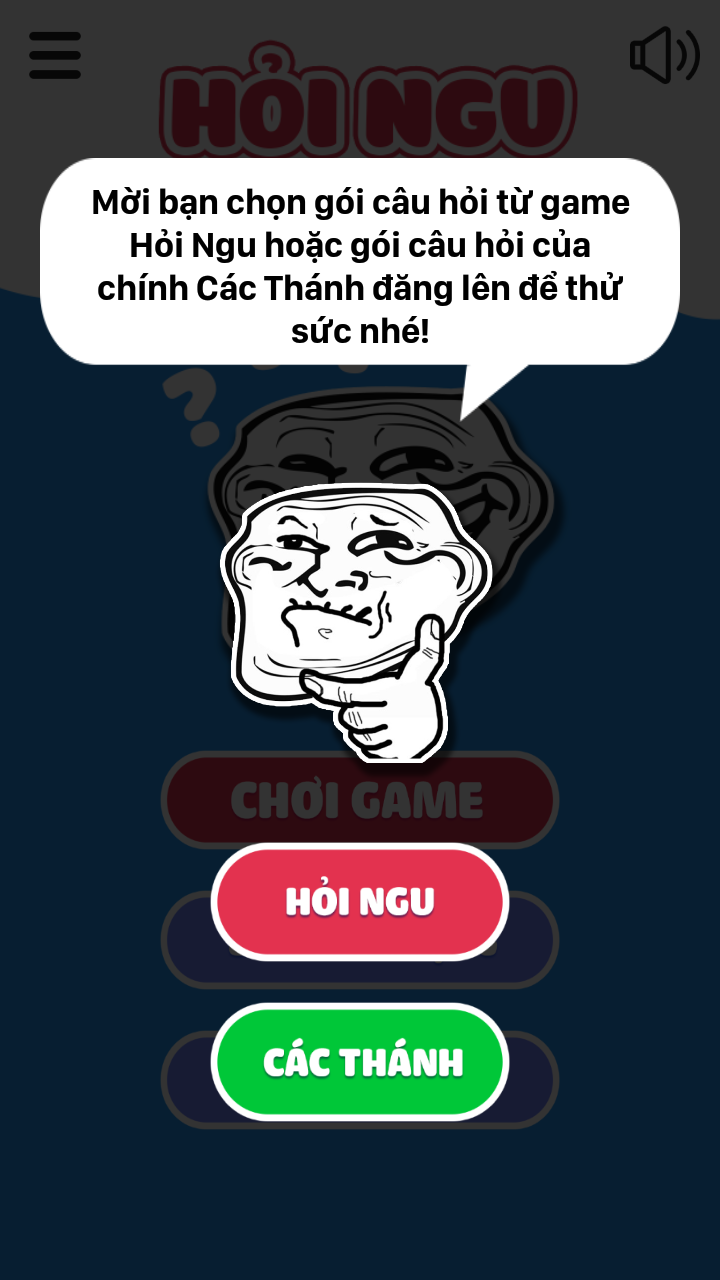 HỎI NGU
Mời bạn chọn gói câu hỏi từ game
Hỏi Ngu hoặc gói câu hỏi của
chính Các Thánh đăng lên để thử
sức nhé!
?
CHƠI GAME
HỎI NGU
CÁC THÁNH